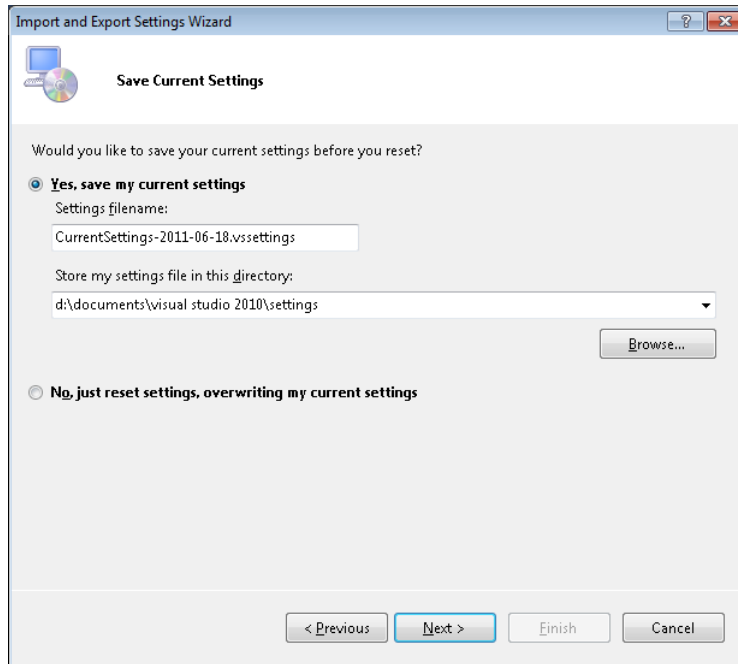 Import and Export Settings Wizard
Save Current Settings
Would you like to save your current settings before you reset?
Yes, save my current settings
Settings filename:
CurrentSettings-2011-06-18.vssettings
Store my settings file in this directory:
d:\documents\visual studio 2010\settings
Browse...
No, just reset settings, overwriting my current settings
< Previous Next > Finish Cancel